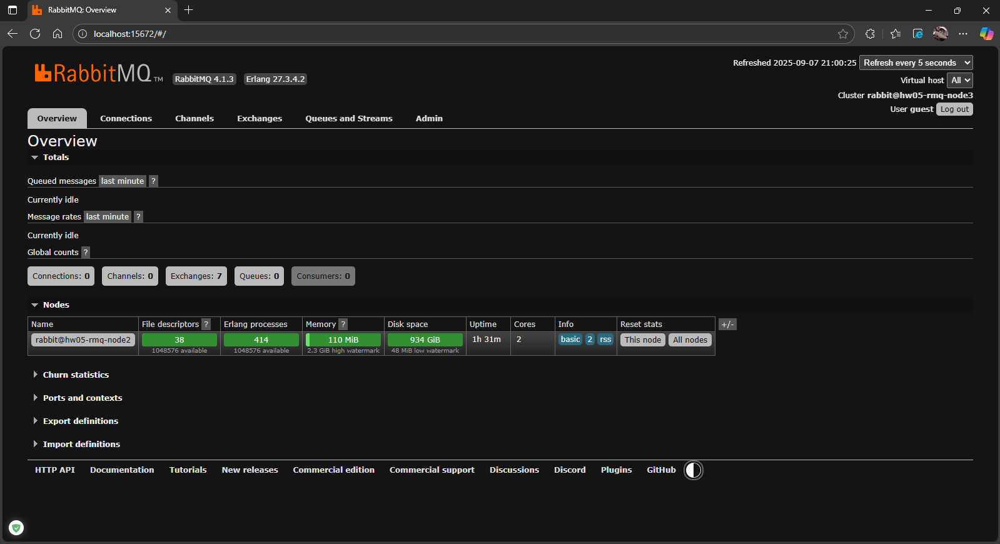 RabbitMQ: Overview
localhost:15672/#/
RabbitMQ TM RabbitMQ 4.1.3 Erlang 27.3.4.2
Refreshed 2025-09-07 21:00:25 Refresh every 5 seconds
Virtual host All
Cluster rabbit@hw05-rmq-node3
User guest Log out
Overview Connections Channels Exchanges Queues and Streams Admin
Overview
Totals
Queued messages last minute ?
Currently idle
Message rates last minute ?
Currently idle
Global counts ?
Connections: 0 Channels: 0 Exchanges: 7 Queues: 0 Consumers: 0
Nodes
Name File descriptors ? Erlang processes Memory ? Disk space Uptime Cores Info Reset stats +/-
rabbit@hw05-rmq-node2 38 414 110 MiB 934 GiB 1h 31m 2 basic 2 rss This node All nodes
1048576 available 1048576 available 2.3 GiB high watermark 48 MiB low watermark
Churn statistics
Ports and contexts
Export definitions
Import definitions
HTTP API Documentation Tutorials New releases Commercial edition Commercial support Discussions Discord Plugins GitHub